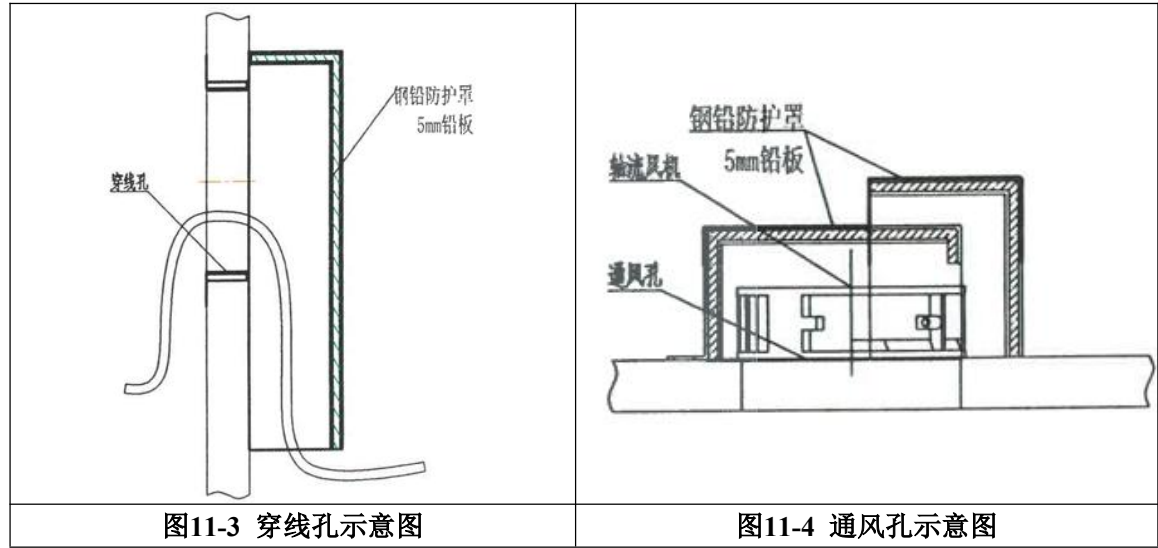 钢铅防护罩
5mm铅板
穿线孔
钢铅防护罩
5mm铅板
轴流风机
通风孔
图11-3 穿线孔示意图
图11-4 通风孔示意图